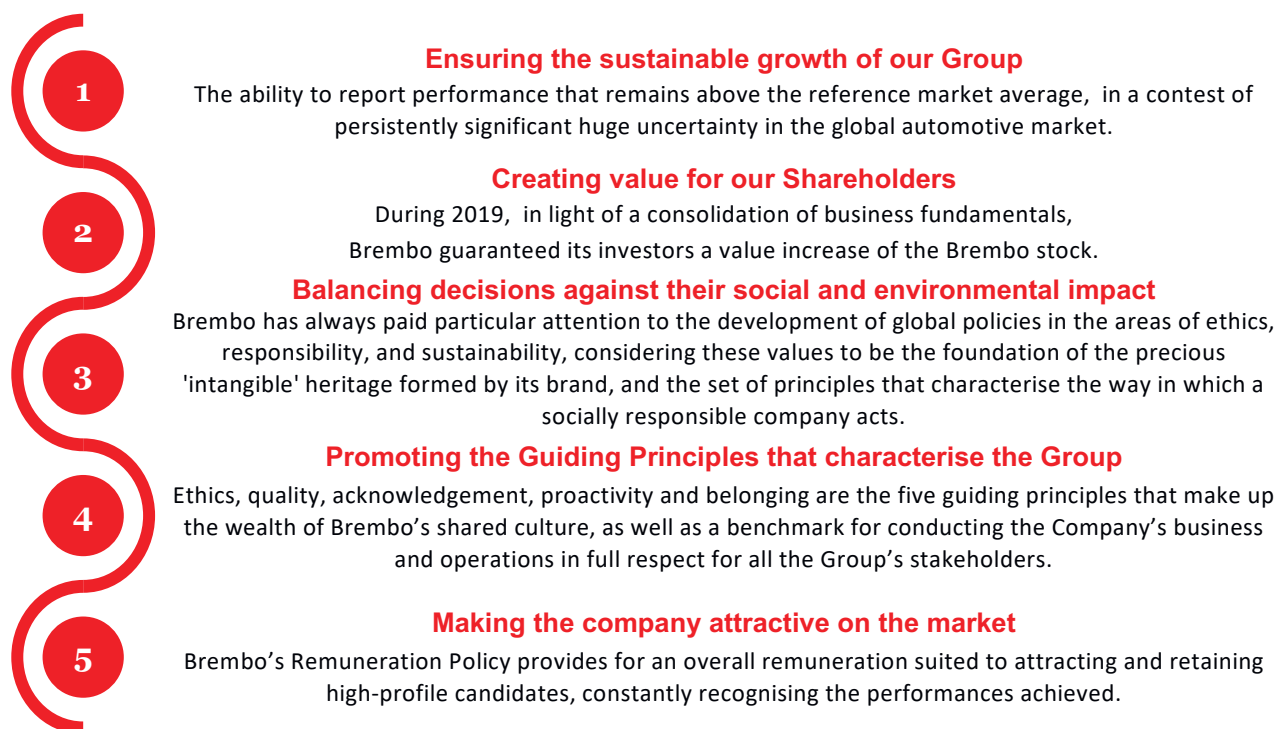 1
Ensuring the sustainable growth of our Group
The ability to report performance that remains above the reference market average, in a contest of
persistently significant huge uncertainty in the global automotive market.
2
Creating value for our Shareholders
During 2019, in light of a consolidation of business fundamentals,
Brembo guaranteed its investors a value increase of the Brembo stock.
3
Balancing decisions against their social and environmental impact
Brembo has always paid particular attention to the development of global policies in the areas of ethics,
responsibility, and sustainability, considering these values to be the foundation of the precious
'intangible' heritage formed by its brand, and the set of principles that characterise the way in which a
socially responsible company acts.
4
Promoting the Guiding Principles that characterise the Group
Ethics, quality, acknowledgement, proactivity and belonging are the five guiding principles that make up
the wealth of Brembo’s shared culture, as well as a benchmark for conducting the Company’s business
and operations in full respect for all the Group’s stakeholders.
5
Making the company attractive on the market
Brembo’s Remuneration Policy provides for an overall remuneration suited to attracting and retaining
high-profile candidates, constantly recognising the performances achieved.